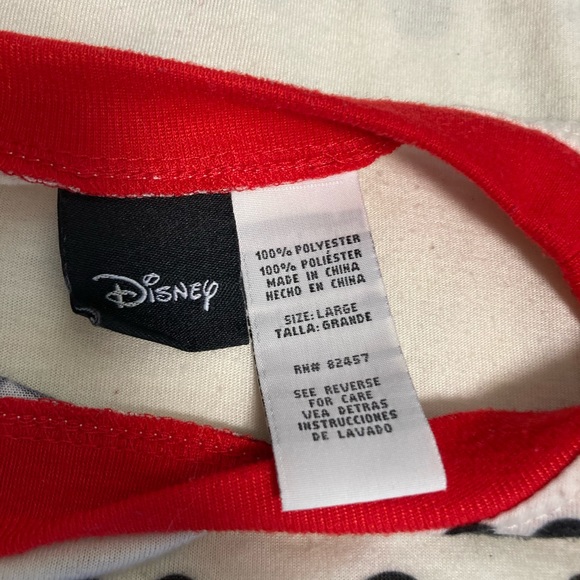 Disney
100% POLYESTER
100% POLIÉSTER
MADE IN CHINA
HECHO EN CHINA
SIZE: LARGE
TALLA: GRANDE
RN# 82457
SEE REVERSE
FOR CARE
VEA DETRAS
INSTRUCCIONES
DE LAVADO